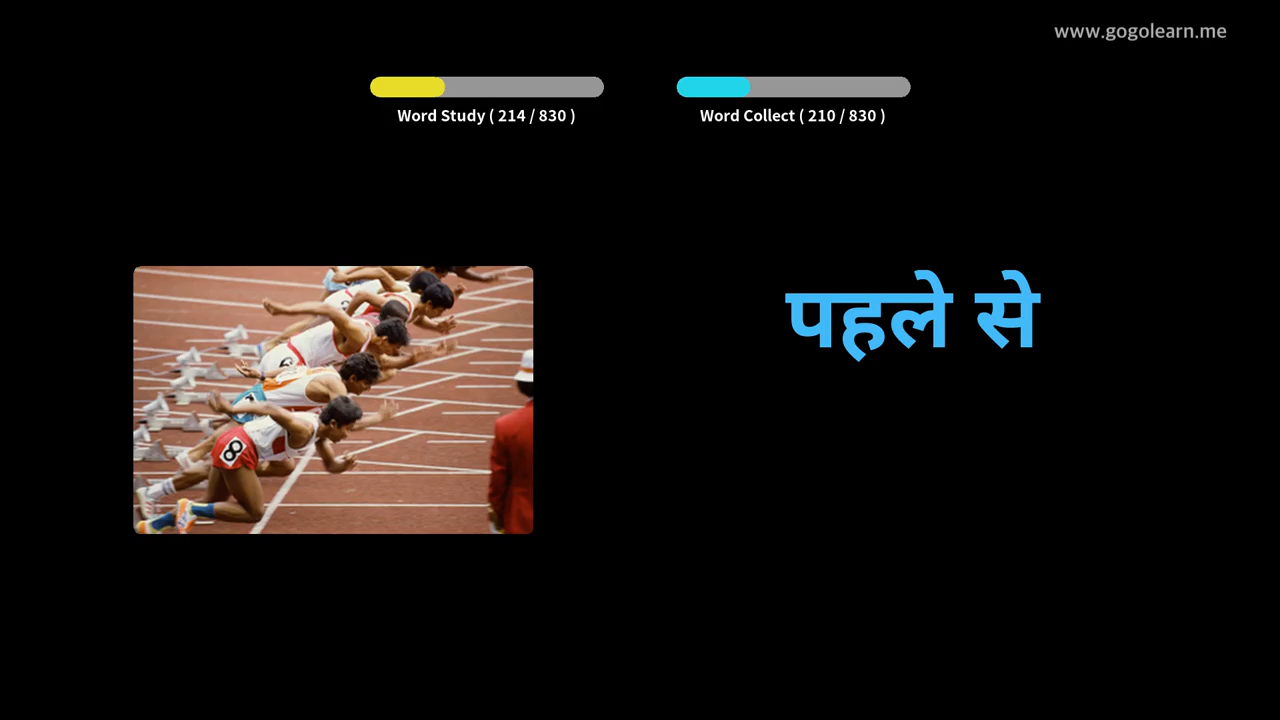 www.gogolearn.me
Word Study ( 214 / 830 )
Word Collect ( 210 / 830 )
पहले से
8